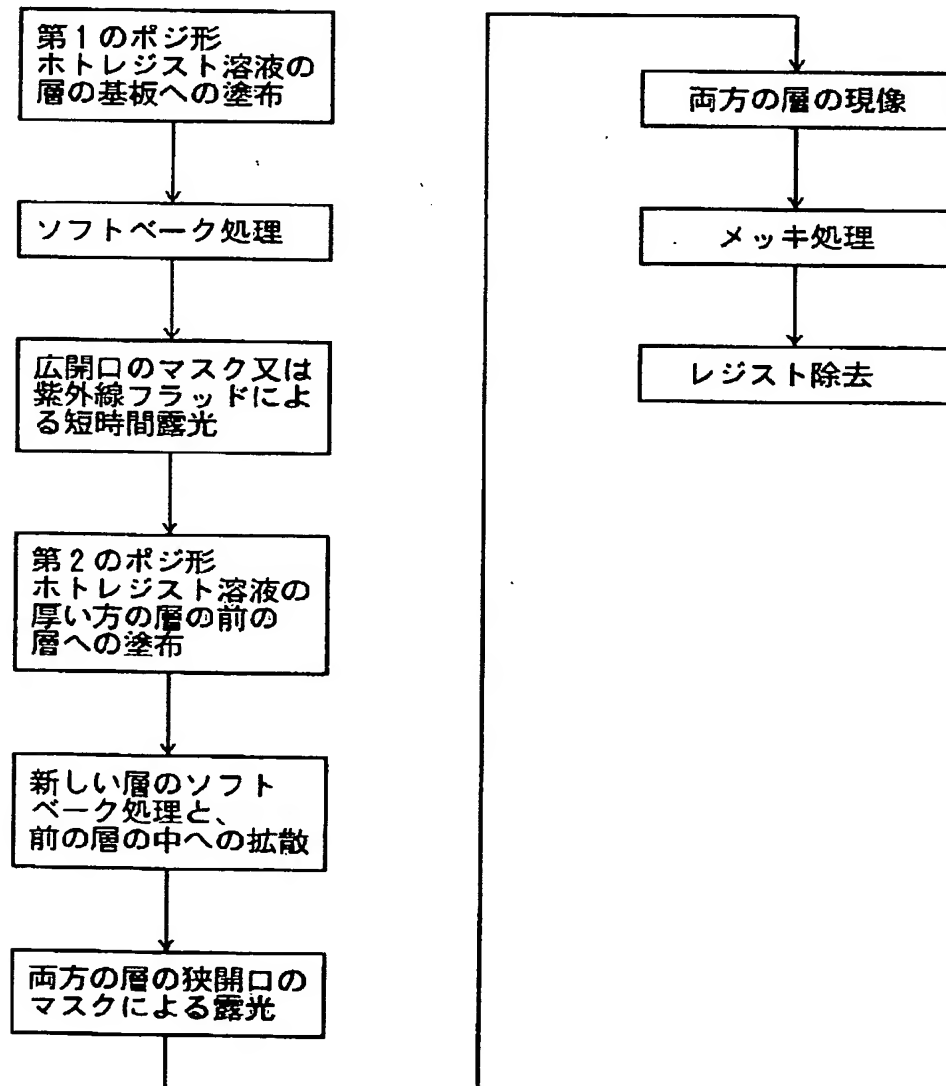 第1のポジ形
ホトレジスト溶液の
層の基板への塗布
ソフトベーク処理
広開口のマスク又は
紫外線フラッドによ
る短時間露光
第2のポジ形
ホトレジスト溶液の
厚い方の層の前の
層への塗布
新しい層のソフト
ベーク処理と、
前の層の中への拡散
両方の層の狭開口の
マスクによる露光
両方の層の現像
メッキ処理
レジスト除去